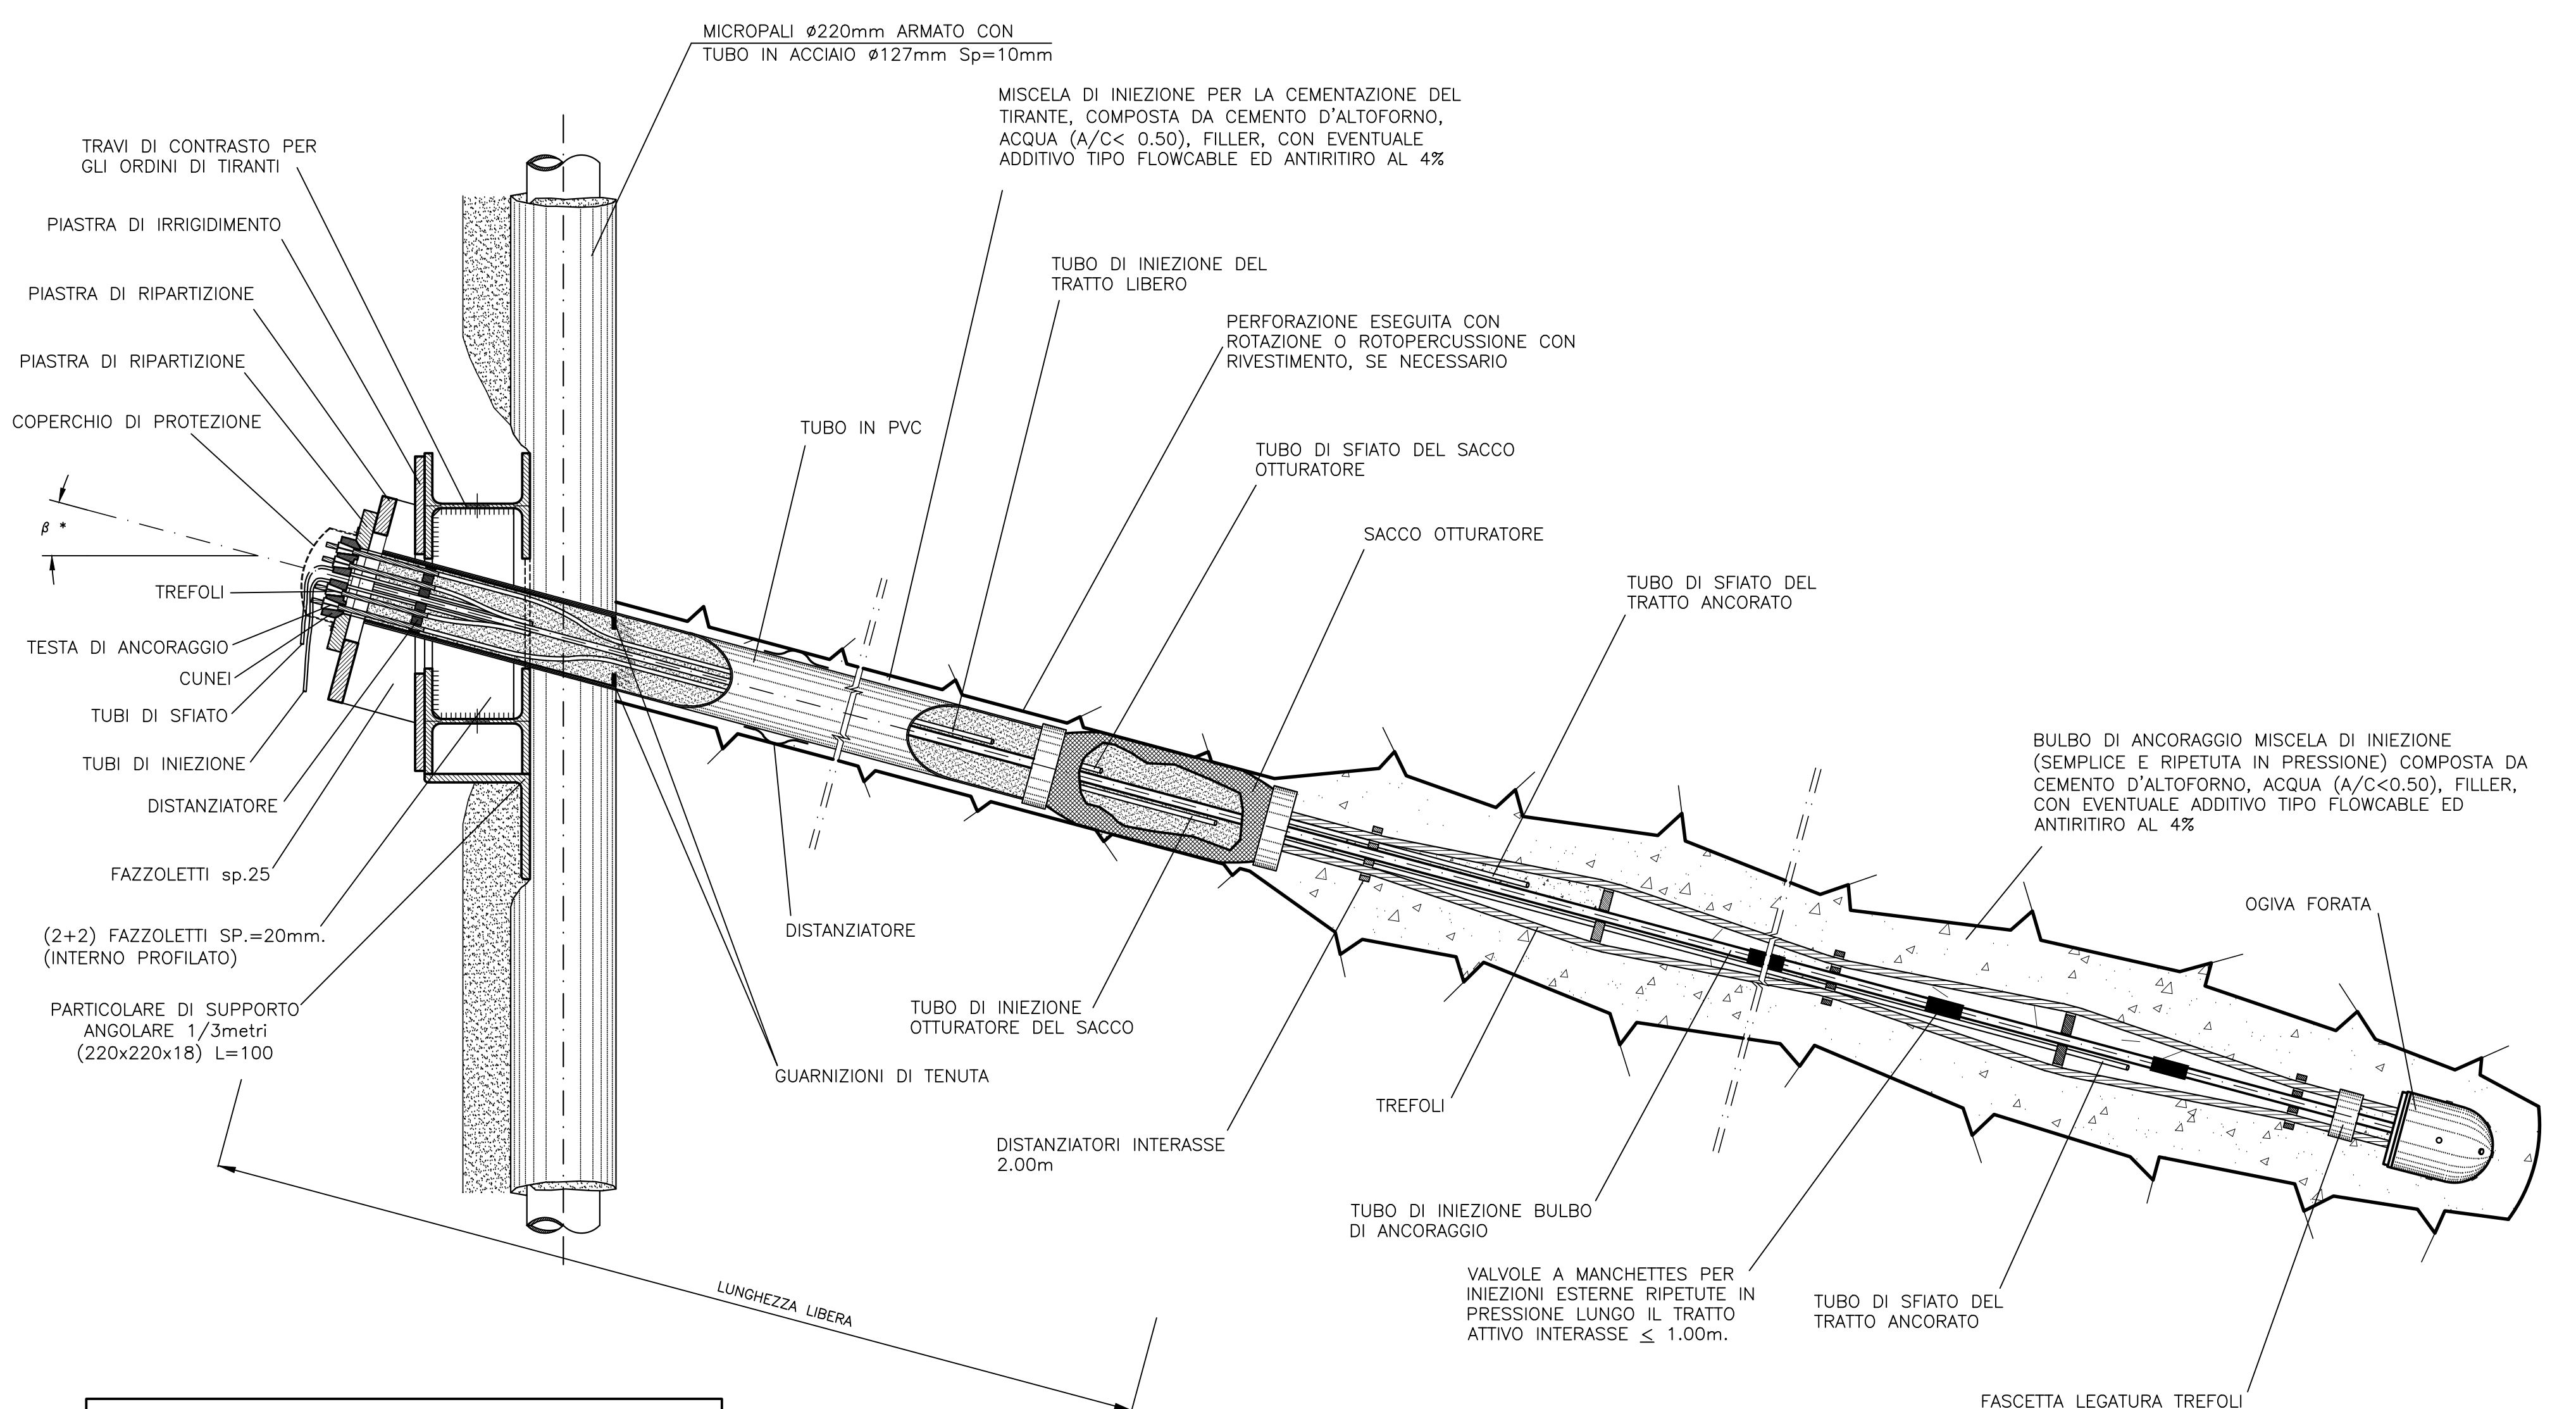 MICROPALI ø220mm ARMATO CON
TUBO IN ACCIAIO ø127mm Sp=10mm
MISCELA DI INIEZIONE PER LA CEMENTAZIONE DEL
TIRANTE, COMPOSTA DA CEMENTO D'ALTOFORNO,
ACQUA (A/C< 0.50), FILLER, CON EVENTUALE
ADDITIVO TIPO FLOWCABLE ED ANTIRITIRO AL 4%
TRAVI DI CONTRASTO PER
GLI ORDINI DI TIRANTI
PIASTRA DI IRRIGIDIMENTO
PIASTRA DI RIPARTIZIONE
PIASTRA DI RIPARTIZIONE
COPERCHIO DI PROTEZIONE
β *
TREFOLI
TESTA DI ANCORAGGIO
CUNEI
TUBI DI SFIATO
TUBI DI INIEZIONE
DISTANZIATORE
FAZZOLETTI sp.25
(2+2) FAZZOLETTI SP.=20mm.
(INTERNO PROFILATO)
PARTICOLARE DI SUPPORTO
ANGOLARE 1/3metri
(220x220x18) L=100
TUBO DI INIEZIONE DEL
TRATTO LIBERO
PERFORAZIONE ESEGUITA CON
ROTAZIONE O ROTOPERCUSSIONE CON
RIVESTIMENTO, SE NECESSARIO
TUBO IN PVC
TUBO DI SFIATO DEL SACCO
OTTURATORE
SACCO OTTURATORE
TUBO DI SFIATO DEL
TRATTO ANCORATO
BULBO DI ANCORAGGIO MISCELA DI INIEZIONE
(SEMPLICE E RIPETUTA IN PRESSIONE) COMPOSTA DA
CEMENTO D'ALTOFORNO, ACQUA (A/C<0.50), FILLER,
CON EVENTUALE ADDITIVO TIPO FLOWCABLE ED
ANTIRITIRO AL 4%
OGIVA FORATA
DISTANZIATORE
TUBO DI INIEZIONE
OTTURATORE DEL SACCO
GUARNIZIONI DI TENUTA
TREFOLI
DISTANZIATORI INTERASSE
2.00m
TUBO DI INIEZIONE BULBO
DI ANCORAGGIO
VALVOLE A MANCHETTES PER
INIEZIONI ESTERNE RIPETUTE IN
PRESSIONE LUNGO IL TRATTO
ATTIVO INTERASSE ≤ 1.00m.
TUBO DI SFIATO DEL
TRATTO ANCORATO
LUNGHEZZA LIBERA
FASCETTA LEGATURA TREFOLI